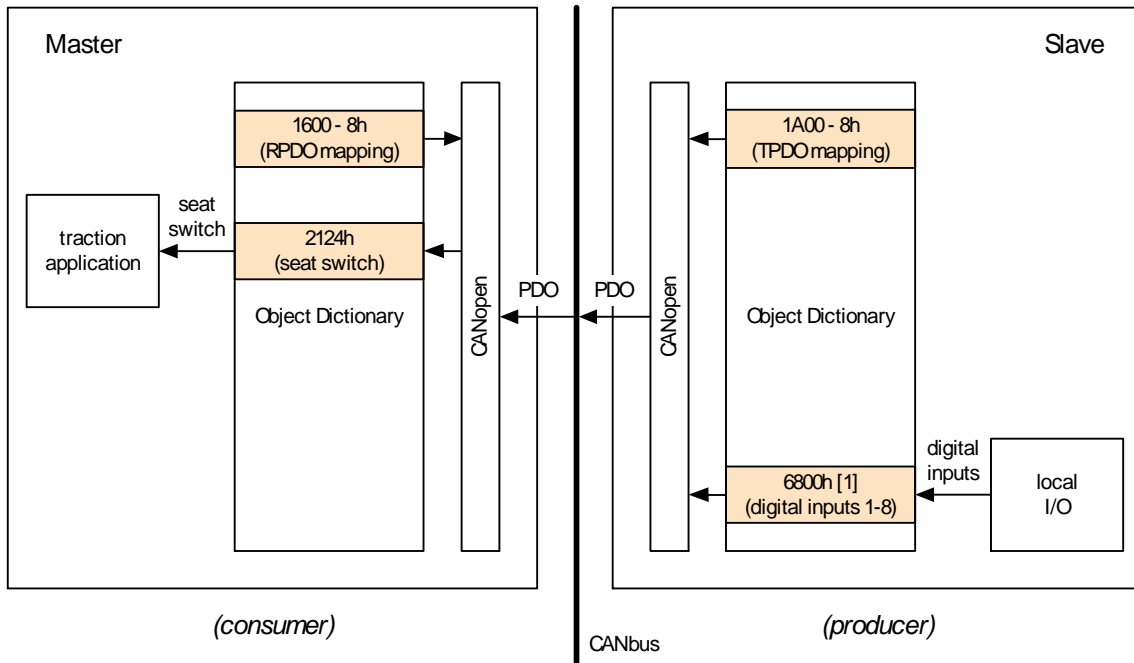 Master
1600 - 8h
(RPDO mapping)
seat
switch
traction
application
2124h
(seat switch)
Object Dictionary
CANopen
PDO
(consumer)
CANbus
Slave
PDO
CANopen
1A00 - 8h
(TPDO mapping)
Object Dictionary
6800h [1]
(digital inputs 1-8)
digital
inputs
local
I/O
(producer)